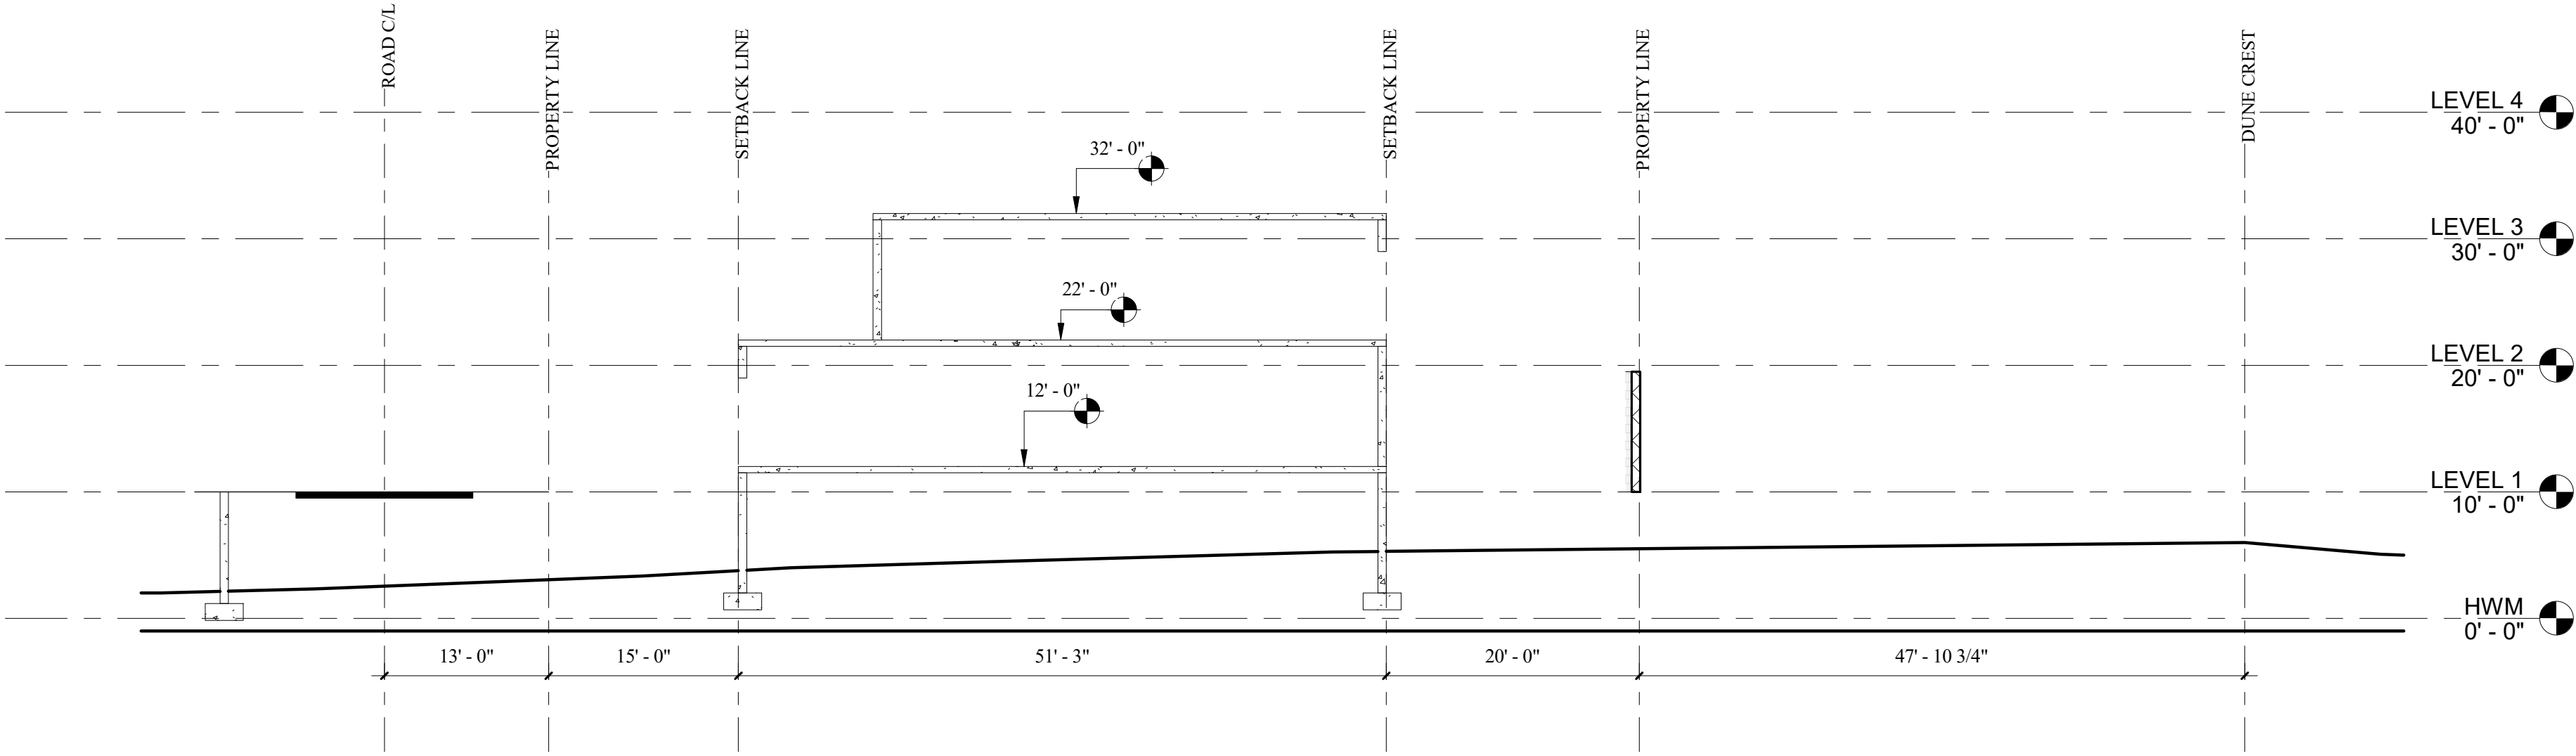 ROAD C/L
PROPERTY LINE
SETBACK LINE
SETBACK LINE
PROPERTY LINE
DUNE CREST
LEVEL 4
40' - 0"
32' - 0"
LEVEL 3
30' - 0"
22' - 0"
LEVEL 2
20' - 0"
12' - 0"
LEVEL 1
10' - 0"
HWM
0' - 0"
13' - 0"
15' - 0"
51' - 3"
20' - 0"
47' - 10 3/4"